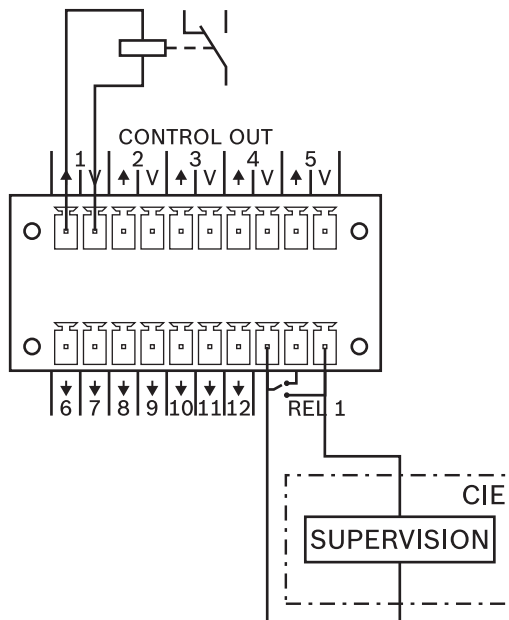 CONTROL OUT
1 2 3 4 5
V V V V V
6 7 8 9 10 11 12 REL 1
CIE
SUPERVISION